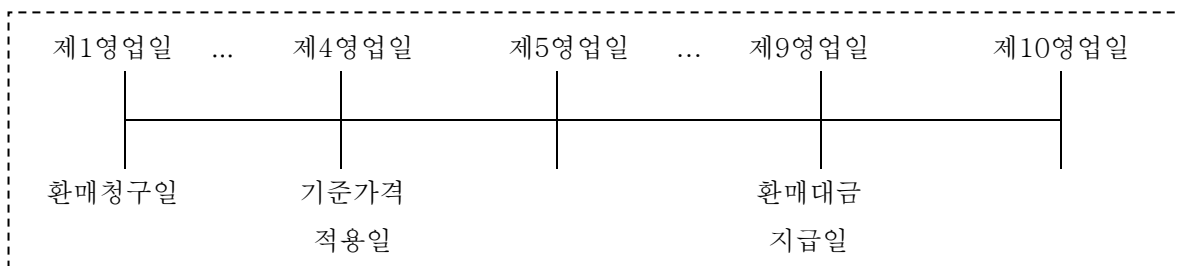 제1영업일 ... 제4영업일 제5영업일 ... 제9영업일 제10영업일
환매청구일 기준가격 환매대금
적용일 지급일